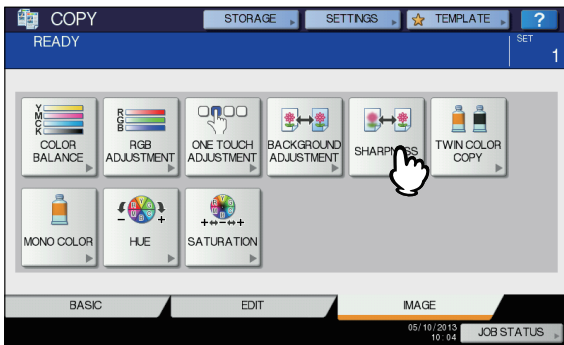 COPY
STORAGE
SETTINGS
TEMPLATE
?
READY
SET
1
Y
M
C
K
COLOR
BALANCE
R
G
B
RGB
ADJUSTMENT
ONE TOUCH
ADJUSTMENT
BACKGROUND
ADJUSTMENT
TWIN COLOR
COPY
MONO COLOR
HUE
SATURATION
BASIC
EDIT
IMAGE
05/10/2013
10:04
JOB STATUS